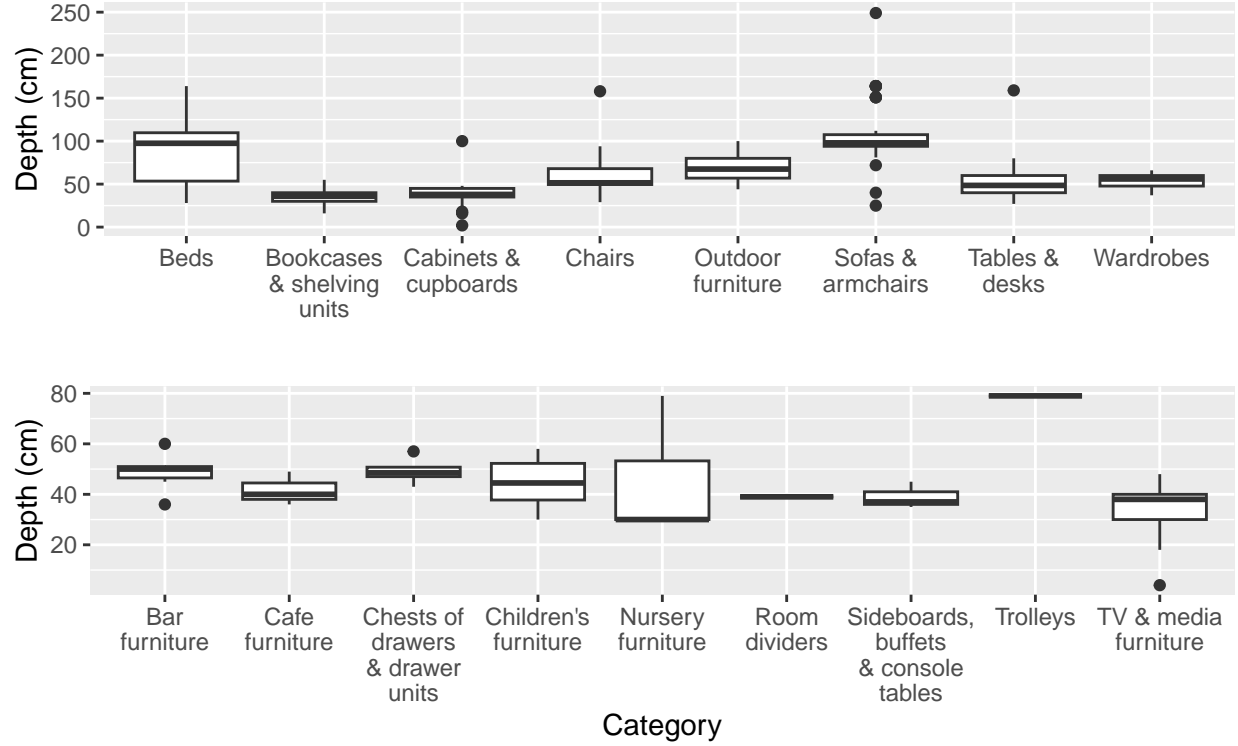 Depth (cm)
250
200
150
100
50
0
Beds
Bookcases
& shelving
units
Cabinets &
cupboards
Chairs
Outdoor
furniture
Sofas &
armchairs
Tables &
desks
Wardrobes
Depth (cm)
80
60
40
20
Bar
furniture
Cafe
furniture
Chests of
drawers
& drawer
units
Children's
furniture
Nursery
furniture
Room
dividers
Sideboards,
buffets
& console
tables
Trolleys
TV & media
furniture
Category